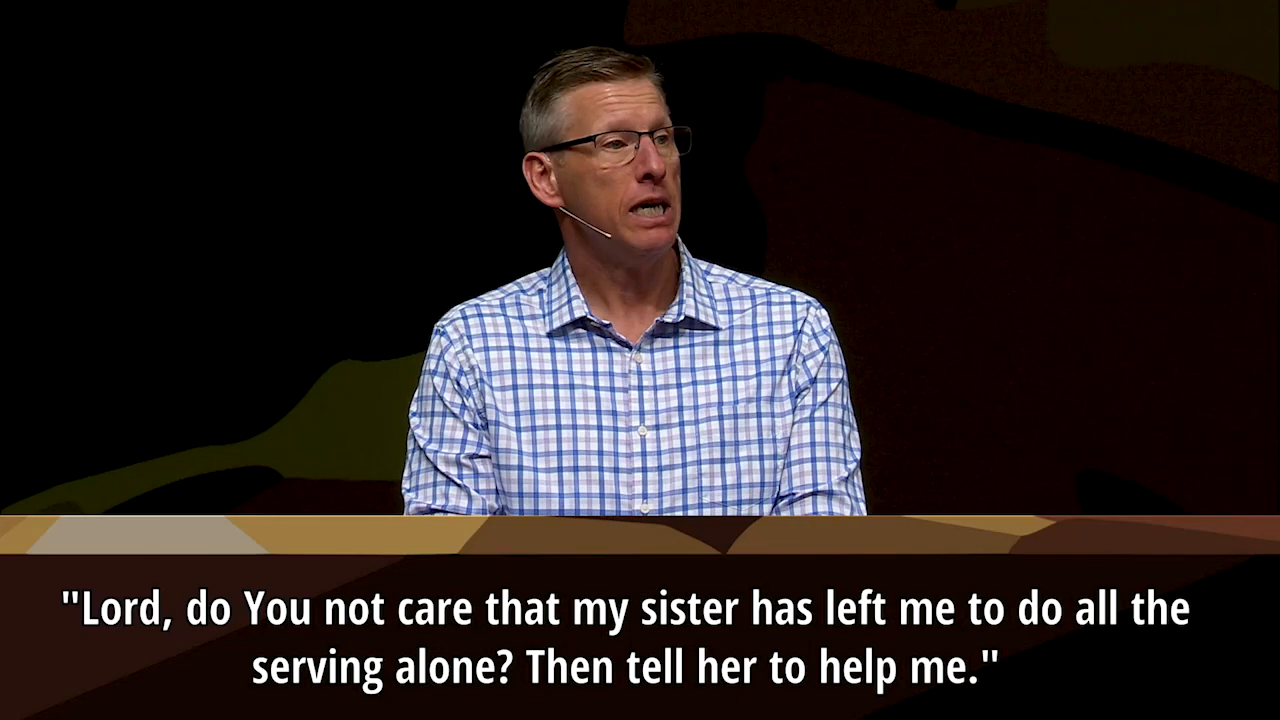 "Lord, do You not care that my sister has left me to do all the
serving alone? Then tell her to help me."